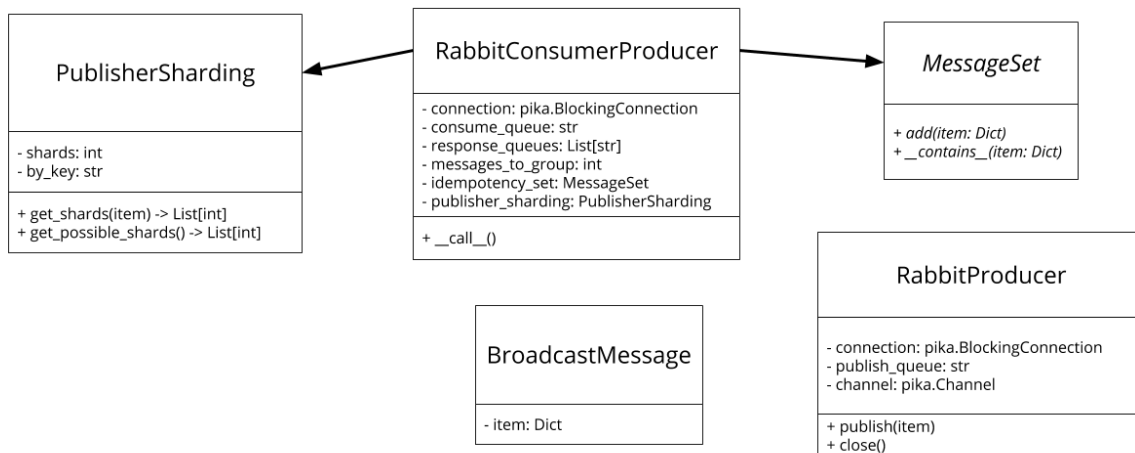 PublisherSharding
- shards: int
- by_key: str
+ get_shards(item) -> List[int]
+ get_possible_shards() -> List[int]
RabbitConsumerProducer
- connection: pika.BlockingConnection
- consume_queue: str
- response_queues: List[str]
- messages_to_group: int
- idempotency_set: MessageSet
- publisher_sharding: PublisherSharding
+ __call__()
MessageSet
+ add(item: Dict)
+ __contains__(item: Dict)
BroadcastMessage
- item: Dict
RabbitProducer
- connection: pika.BlockingConnection
- publish_queue: str
- channel: pika.Channel
+ publish(item)
+ close()